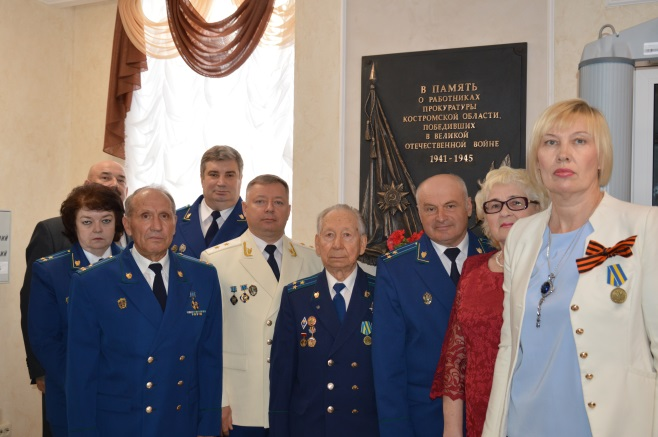 В ПАМЯТЬ
О РАБОТНИКАХ
ПРОКУРАТУРЫ
КОСТРОМСКОЙ ОБЛАСТИ,
ПОБЕДИВШИХ
В ВЕЛИКОЙ
ОТЕЧЕСТВЕННОЙ ВОЙНЕ
1941-1945